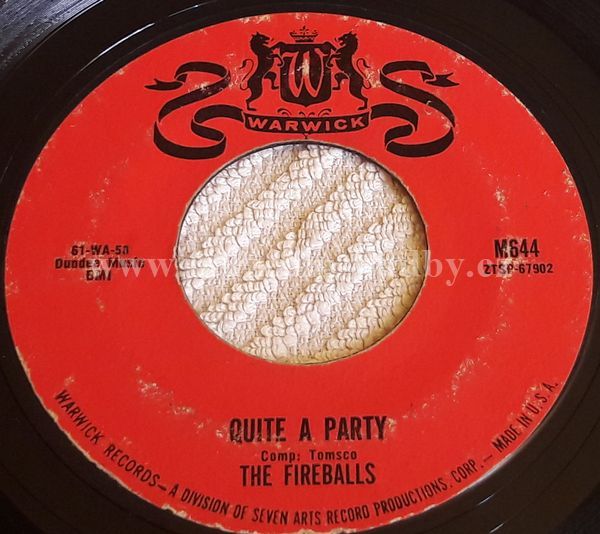 W
WARWICK
61-WA-50
Dundee Music
BMI
M644
ZTSP-67902
QUITE A PARTY
Comp: Tomsco
THE FIREBALLS
WARWICK RECORDS—A DIVISION OF SEVEN ARTS RECORD PRODUCTIONS, CORP.— MADE IN U.S.A.